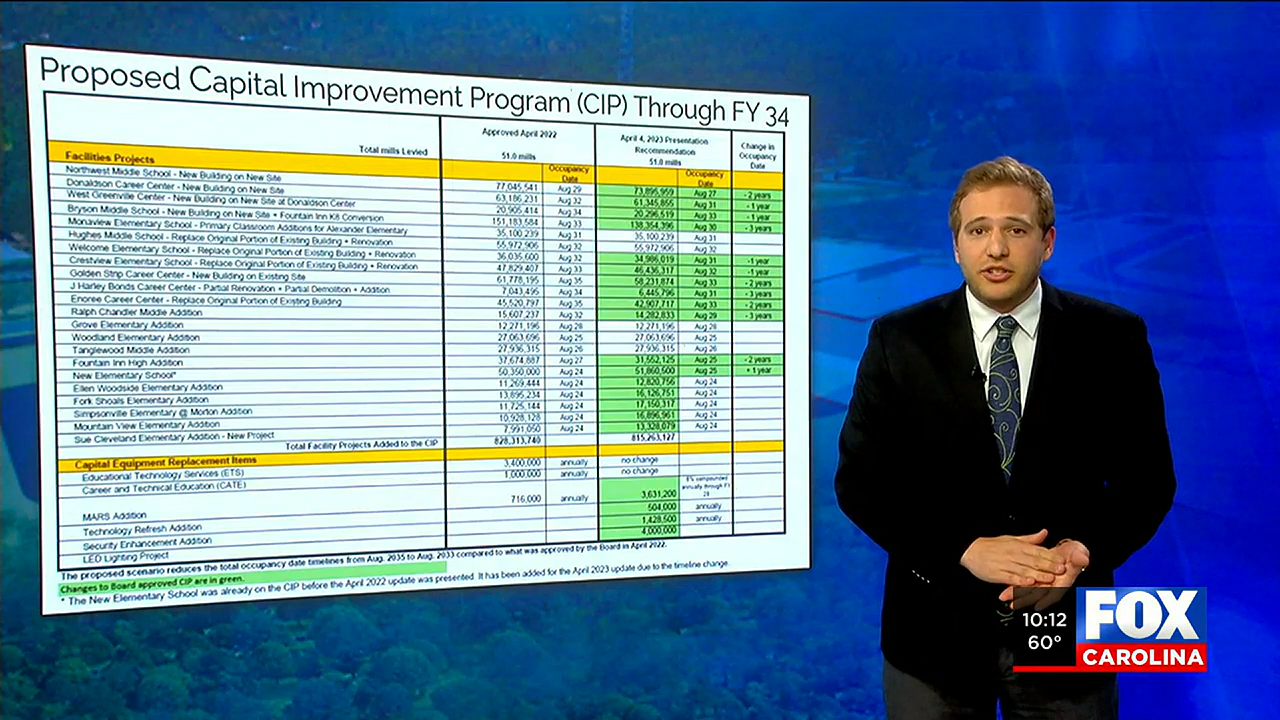 Proposed Capital Improvement Program (CIP) Through FY 34
Approved April 2022
April 4, 2023 Presentation
Recommendation
Change in
Occupancy
Date
Total mills Levied 51.0 mills 51.0 mills
Facilities Projects Occupancy Date Occupancy Date
Northwest Middle School - New Building on New Site 77,045,541 Aug 29 73,895,959 Aug 27 - 2 years
Donaldson Career Center - New Building on New Site 63,186,231 Aug 32 61,345,855 Aug 31 - 1 year
West Greenville Center - New Building on New Site at Donaldson Center 20,905,414 Aug 34 20,296,519 Aug 33 - 1 year
Bryson Middle School - New Building on New Site + Fountain Inn K8 Conversion 151,183,584 Aug 33 138,354,396 Aug 30 - 3 years
Monaview Elementary School - Primary Classroom Additions for Alexander Elementary 35,100,239 Aug 31 35,100,239 Aug 31
Hughes Middle School - Replace Original Portion of Existing Building + Renovation 55,972,906 Aug 32 55,972,906 Aug 32
Welcome Elementary School - Replace Original Portion of Existing Building + Renovation 36,035,600 Aug 32 34,986,019 Aug 31 -1 year
Crestview Elementary School - Replace Original Portion of Existing Building + Renovation 47,829,407 Aug 33 46,436,317 Aug 32 -1 year
Golden Strip Career Center - New Building on Existing Site 61,778,195 Aug 35 58,231,874 Aug 33 - 2 years
J Harley Bonds Career Center - Partial Renovation + Partial Demolition + Addition 7,043,495 Aug 34 6,445,796 Aug 31 - 3 years
Enoree Career Center - Replace Original Portion of Existing Building 45,520,797 Aug 35 42,907,717 Aug 33 - 2 years
Ralph Chandler Middle Addition 15,607,237 Aug 32 14,282,833 Aug 29 - 3 years
Grove Elementary Addition 12,271,196 Aug 28 12,271,196 Aug 28
Woodland Elementary Addition 27,063,696 Aug 25 27,063,696 Aug 25
Tanglewood Middle Addition 27,936,315 Aug 26 27,936,315 Aug 26
Fountain Inn High Addition 37,674,887 Aug 27 31,552,125 Aug 25 - 2 years
New Elementary School* 50,350,000 Aug 24 51,860,500 Aug 25 + 1 year
Ellen Woodside Elementary Addition 11,269,444 Aug 24 12,820,756 Aug 24
Fork Shoals Elementary Addition 13,895,234 Aug 24 16,126,751 Aug 24
Simpsonville Elementary @ Morton Addition 11,725,144 Aug 24 17,150,317 Aug 24
Mountain View Elementary Addition 10,928,128 Aug 24 16,896,961 Aug 24
Sue Cleveland Elementary Addition - New Project 7,991,050 Aug 24 13,328,079 Aug 24
Total Facility Projects Added to the CIP 828,313,740 815,263,127
Capital Equipment Replacement Items
Educational Technology Services (ETS) 3,400,000 annually no change
Career and Technical Education (CATE) 1,000,000 annually no change
MARS Addition 716,000 annually 3,631,200 compounded annually through
Technology Refresh Addition 504,000 annually
Security Enhancement Addition 1,428,500 annually
LED Lighting Project 4,000,000
The proposed scenario reduces the total occupancy date timelines from Aug. 2035 to Aug. 2033 compared to what was approved by the Board in April 2022.
Changes to Board approved CIP are in green.
* The New Elementary School was already on the CIP before the April 2022 update was presented. It has been added for the April 2023 update due to the timeline change.
10:12
60°
FOX
CAROLINA